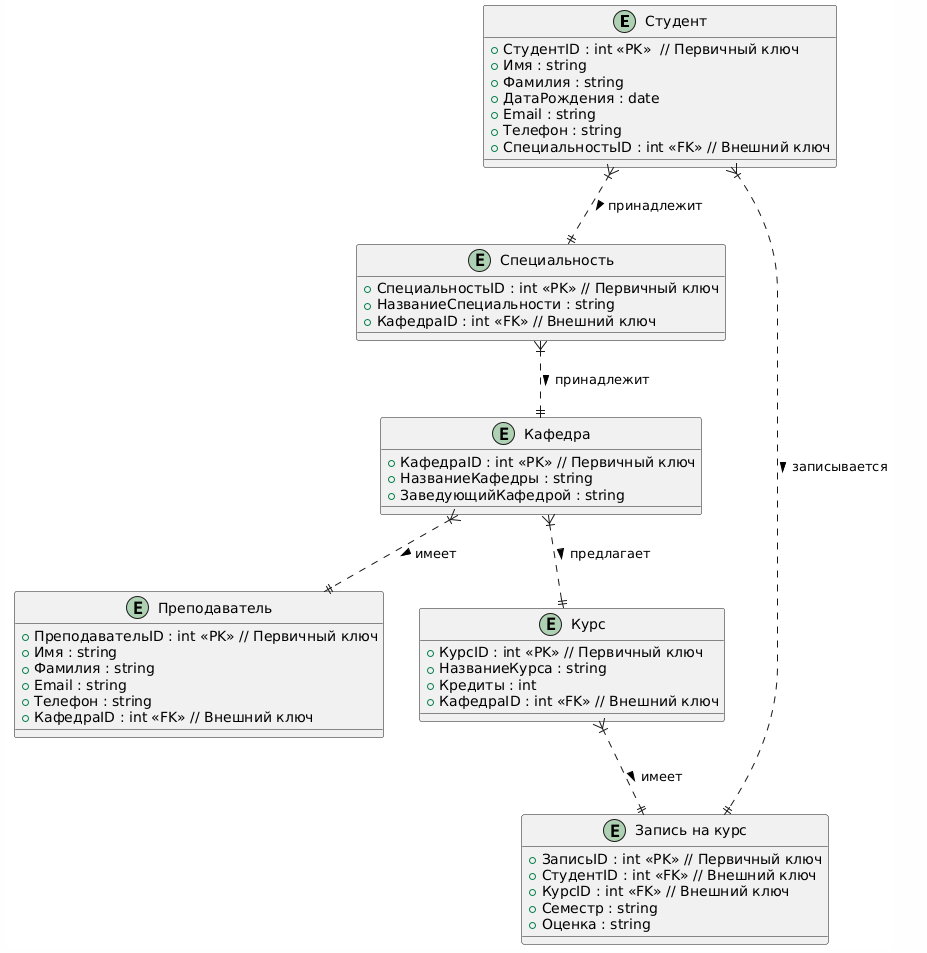 E Студент
СтудентID : int «PK»  // Первичный ключ
Имя : string
Фамилия : string
ДатаРождения : date
Email : string
Телефон : string
СпециальностьID : int «FK» // Внешний ключ
принадлежит
E Специальность
СпециальностьID : int «PK» // Первичный ключ
НазваниеСпециальности : string
КафедраID : int «FK» // Внешний ключ
принадлежит
E Кафедра
КафедраID : int «PK» // Первичный ключ
НазваниеКафедры : string
ЗаведующийКафедрой : string
записывается
имеет
предлагает
E Преподаватель
ПреподавательID : int «PK» // Первичный ключ
Имя : string
Фамилия : string
Email : string
Телефон : string
КафедраID : int «FK» // Внешний ключ
E Курс
КурсID : int «PK» // Первичный ключ
НазваниеКурса : string
Кредиты : int
КафедраID : int «FK» // Внешний ключ
имеет
E Запись на курс
ЗаписьID : int «PK» // Первичный ключ
СтудентID : int «FK» // Внешний ключ
КурсID : int «FK» // Внешний ключ
Семестр : string
Оценка : string